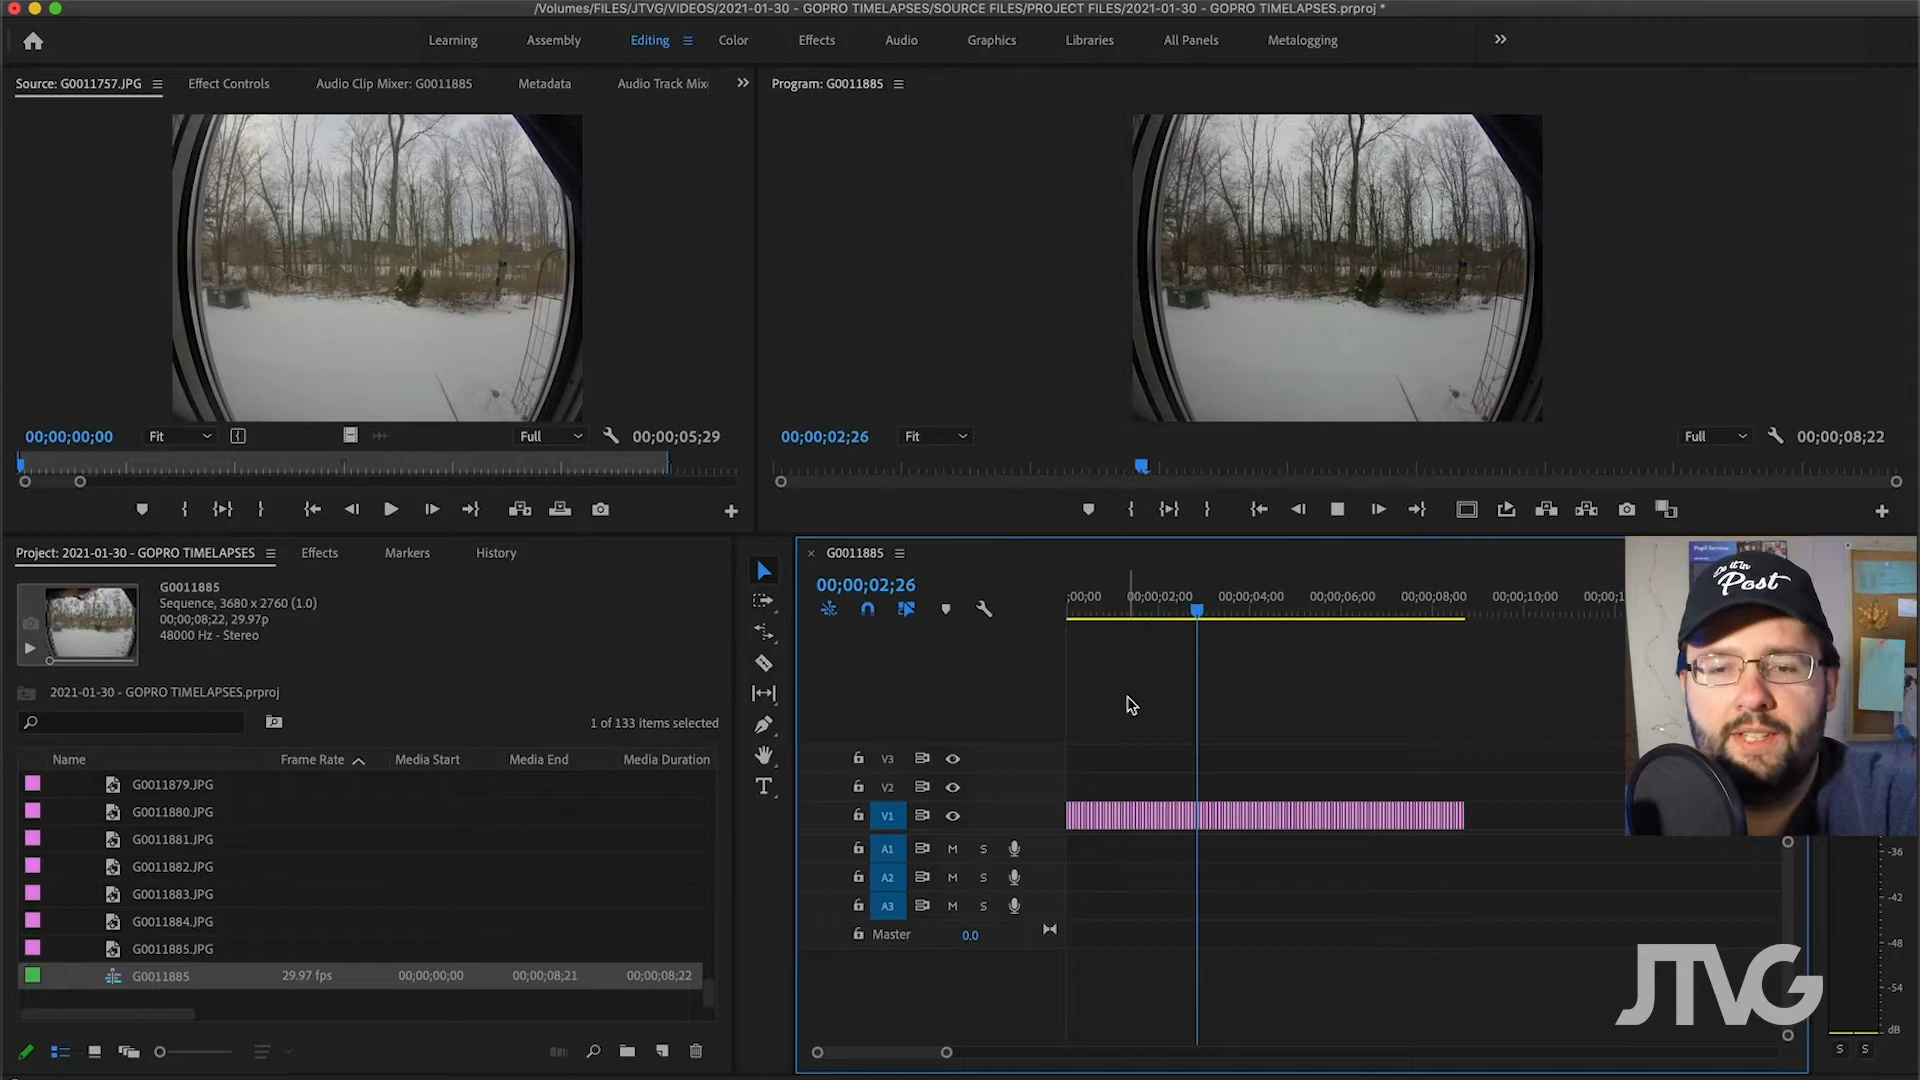 /Volumes/FILES/JTVG/VIDEOS/2021-01-30 - GOPRO TIMELAPSES/SOURCE FILES/PROJECT FILES/2021-01-30 - GOPRO TIMELAPSES.prproj *
Learning Assembly Editing Color Effects Audio Graphics Libraries All Panels Metalogging
Source: G0011757.JPG Effect Controls Audio Clip Mixer: G0011885 Metadata Audio Track Mix
Program: G0011885
00;00;00;00 Fit Full 00;00;05;29
00;00;02;26 Fit Full 00;00;08;22
Project: 2021-01-30 - GOPRO TIMELAPSES Effects Markers History
G0011885
Sequence, 3680 x 2760 (1.0)
00;00;08;22, 29.97p
48000 Hz - Stereo
2021-01-30 - GOPRO TIMELAPSES.prproj
1 of 133 items selected
Name Frame Rate Media Start Media End Media Duration
G0011879.JPG
G0011880.JPG
G0011881.JPG
G0011882.JPG
G0011883.JPG
G0011884.JPG
G0011885.JPG
G0011885 29.97 fps 00;00;00;00 00;00;08;21 00;00;08;22
G0011885
00;00;02;26
;00;00 00;00;02;00 00;00;04;00 00;00;06;00 00;00;08;00 00;00;10;00 00;00;1
V3
V2
V1
A1 M S
A2 M S
A3 M S
Master 0.0
Pupil Services
Do it in
Post
-36
-42
-48
-54
dB
S S
JTVG